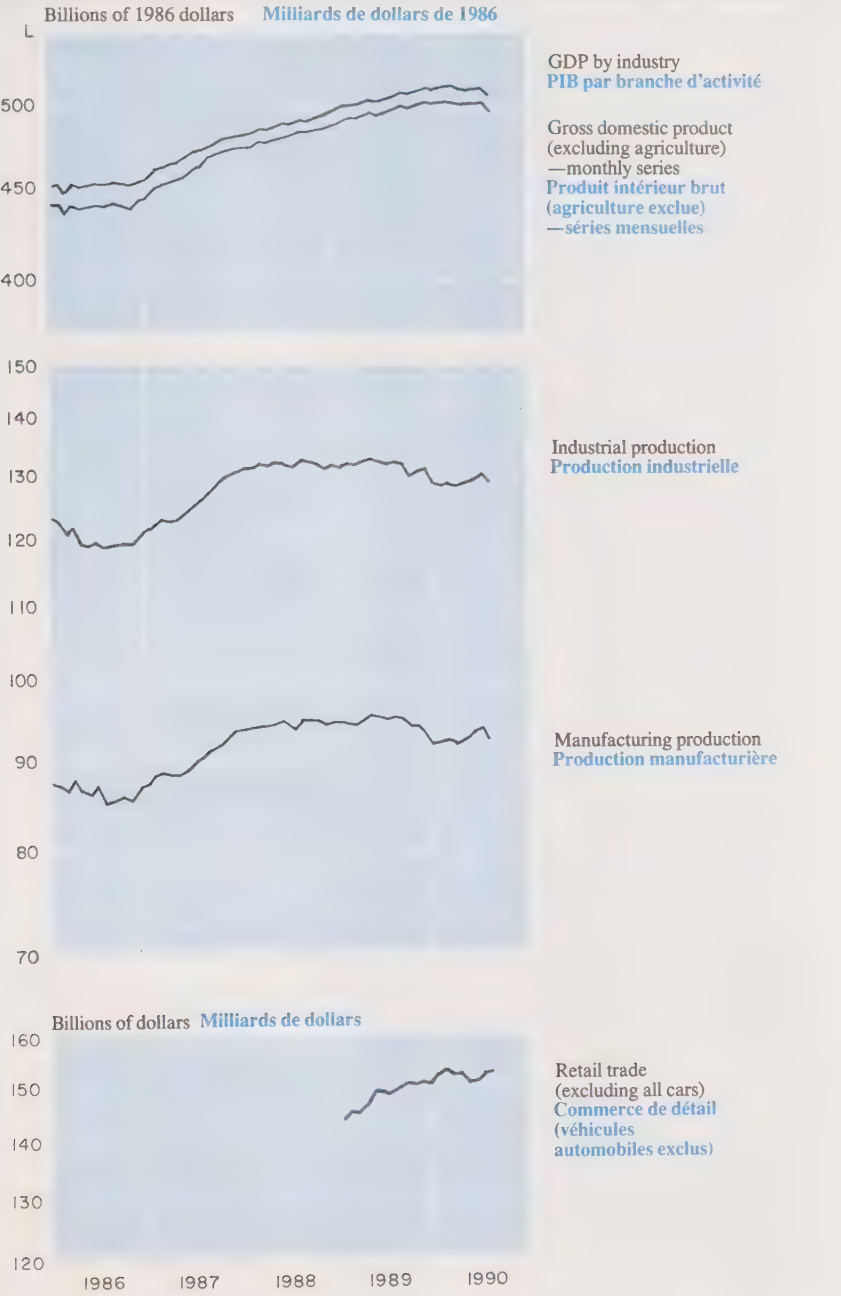 Billions of 1986 dollars Milliards de dollars de 1986
L
500
450
400
GDP by industry
PIB par branche d'activité
Gross domestic product
(excluding agriculture)
—monthly series
Produit intérieur brut
(agriculture exclue)
—séries mensuelles
150
140
130
120
110
100
90
80
70
Industrial production
Production industrielle
Manufacturing production
Production manufacturière
Billions of dollars Milliards de dollars
160
150
140
130
120
Retail trade
(excluding all cars)
Commerce de détail
(véhicules
automobiles exclus)
1986 1987 1988 1989 1990